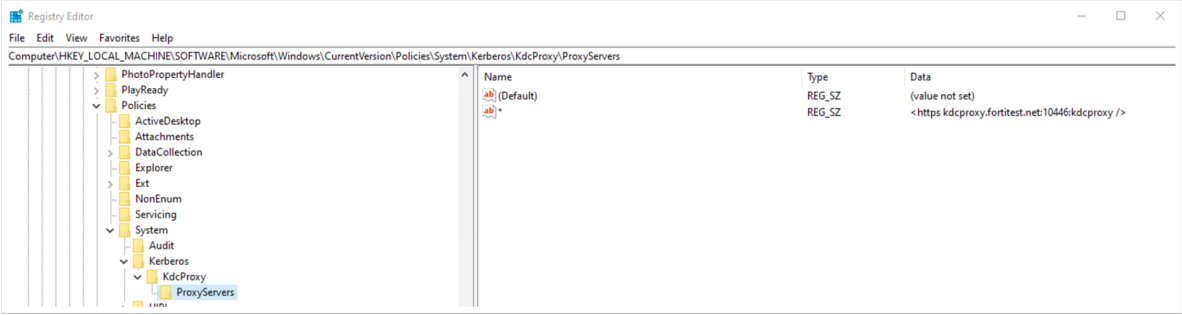 Registry Editor
File Edit View Favorites Help
Computer\HKEY_LOCAL_MACHINE\SOFTWARE\Microsoft\Windows\CurrentVersion\Policies\System\Kerberos\KdcProxy\ProxyServers
PhotoPropertyHandler
PlayReady
Policies
ActiveDesktop
Attachments
DataCollection
Explorer
Ext
NonEnum
Servicing
System
Audit
Kerberos
KdcProxy
ProxyServers
Name Type Data
(Default) REG_SZ (value not set)
* REG_SZ <https kdcproxy.fortitest.net:10446:kdcproxy />